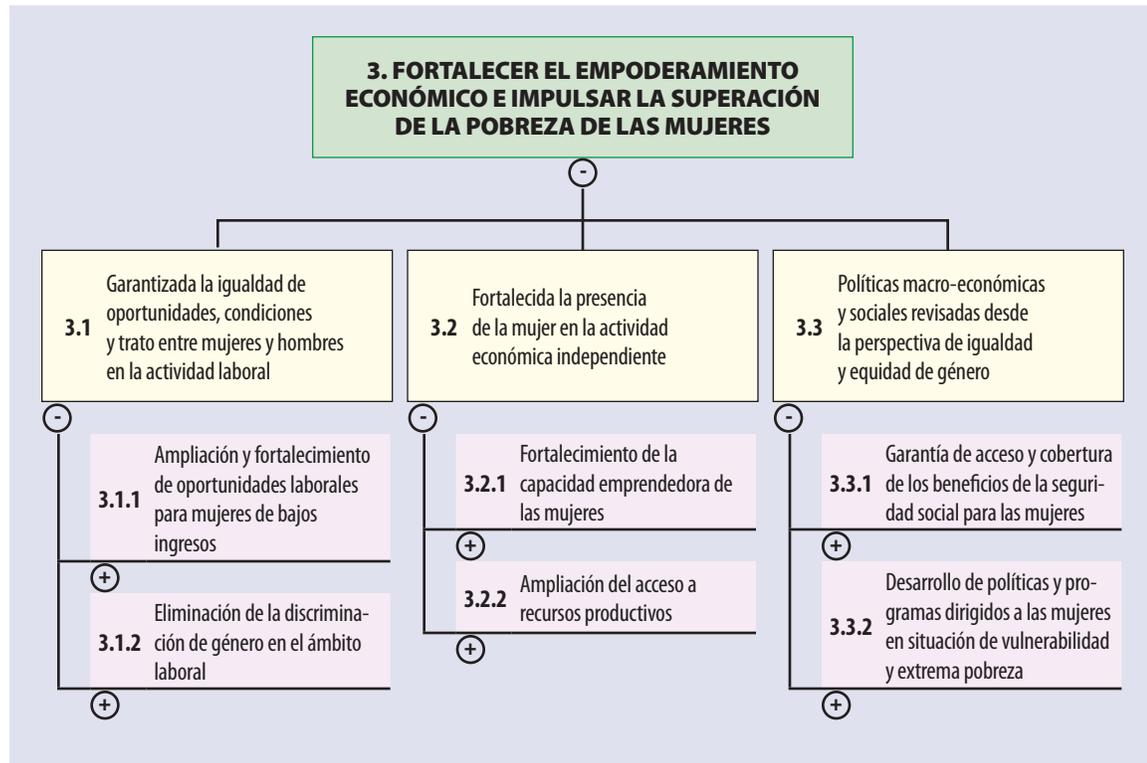 3. FORTALECER EL EMPODERAMIENTO
ECONÓMICO E IMPULSAR LA SUPERACIÓN
DE LA POBREZA DE LAS MUJERES
-
3.1
Garantizada la igualdad de
oportunidades, condiciones
y trato entre mujeres y hombres
en la actividad laboral
-
3.1.1
Ampliación y fortalecimiento
de oportunidades laborales
para mujeres de bajos
ingresos
+
3.1.2
Eliminación de la discrimina-
ción de género en el ámbito
laboral
+
3.2
Fortalecida la presencia
de la mujer en la actividad
económica independiente
-
3.2.1
Fortalecimiento de la
capacidad emprendedora de
las mujeres
+
3.2.2
Ampliación del acceso a
recursos productivos
+
3.3
Políticas macro-económicas
y sociales revisadas desde
la perspectiva de igualdad
y equidad de género
-
3.3.1
Garantía de acceso y cobertura
de los beneficios de la seguri-
dad social para las mujeres
+
3.3.2
Desarrollo de políticas y pro-
gramas dirigidos a las mujeres
en situación de vulnerabilidad
y extrema pobreza
+